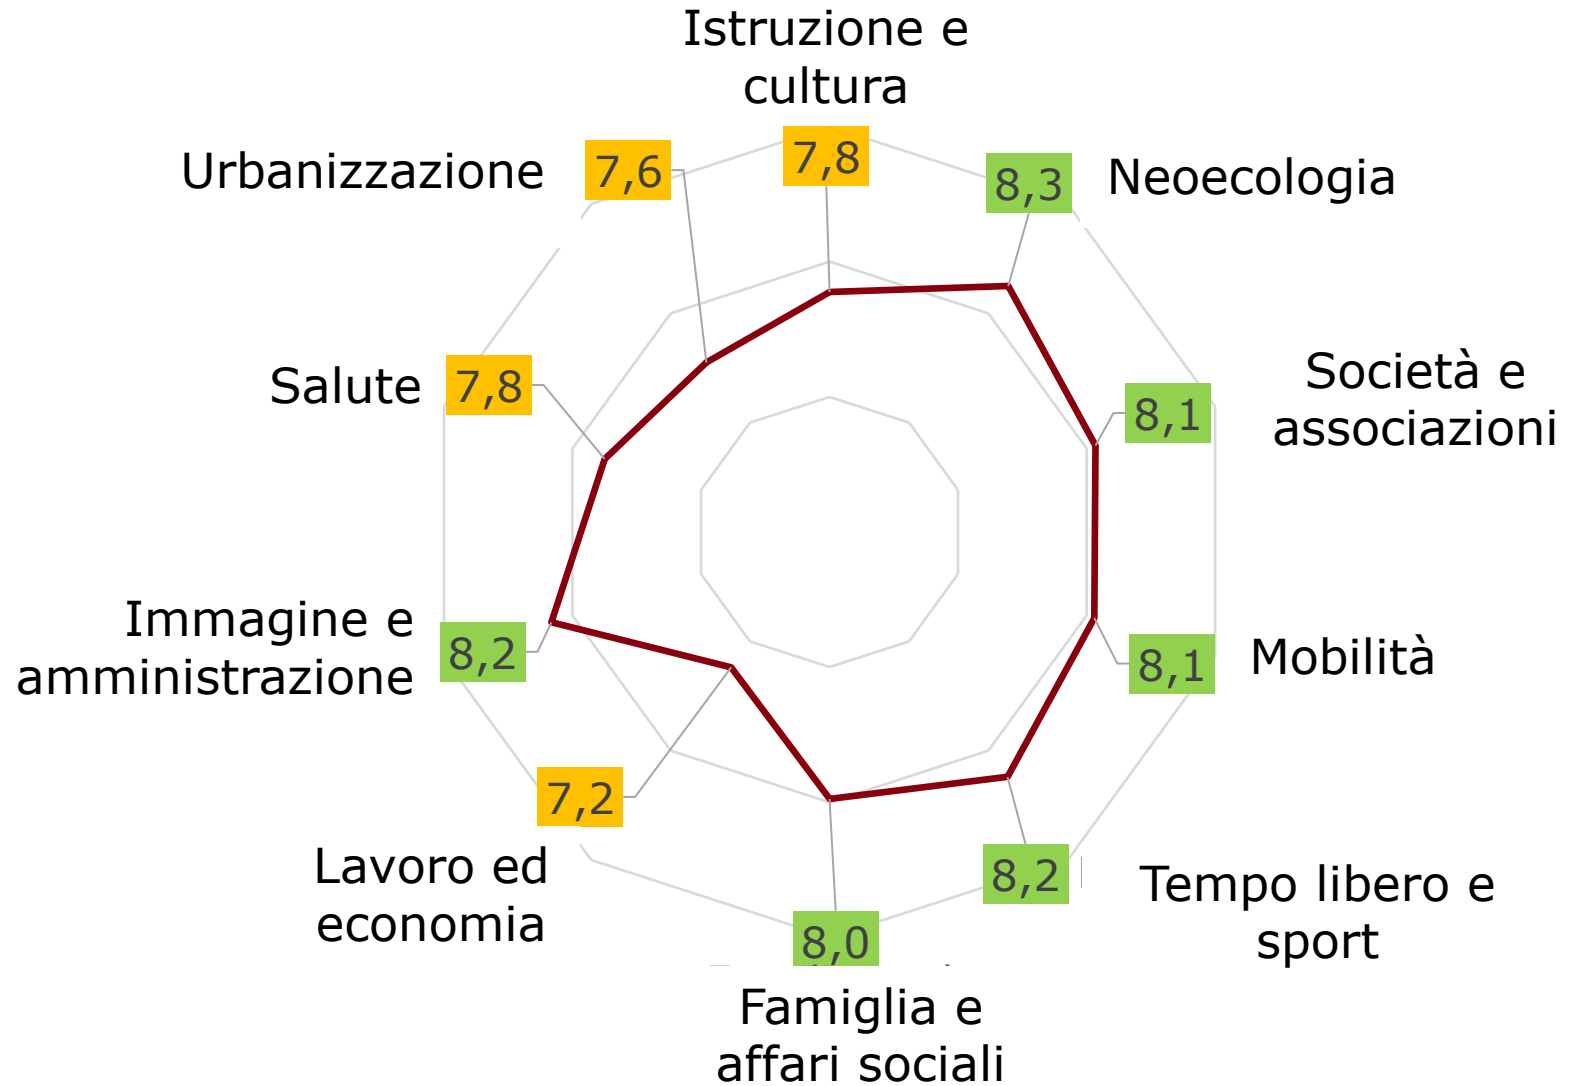 Istruzione e
cultura
7,8
Neoecologia
8,3
Società e
associazioni
8,1
Mobilità
8,1
Tempo libero e
sport
8,2
8,0
Famiglia e
affari sociali
Lavoro ed
economia
7,2
Immagine e
amministrazione
8,2
Salute
7,8
Urbanizzazione
7,6